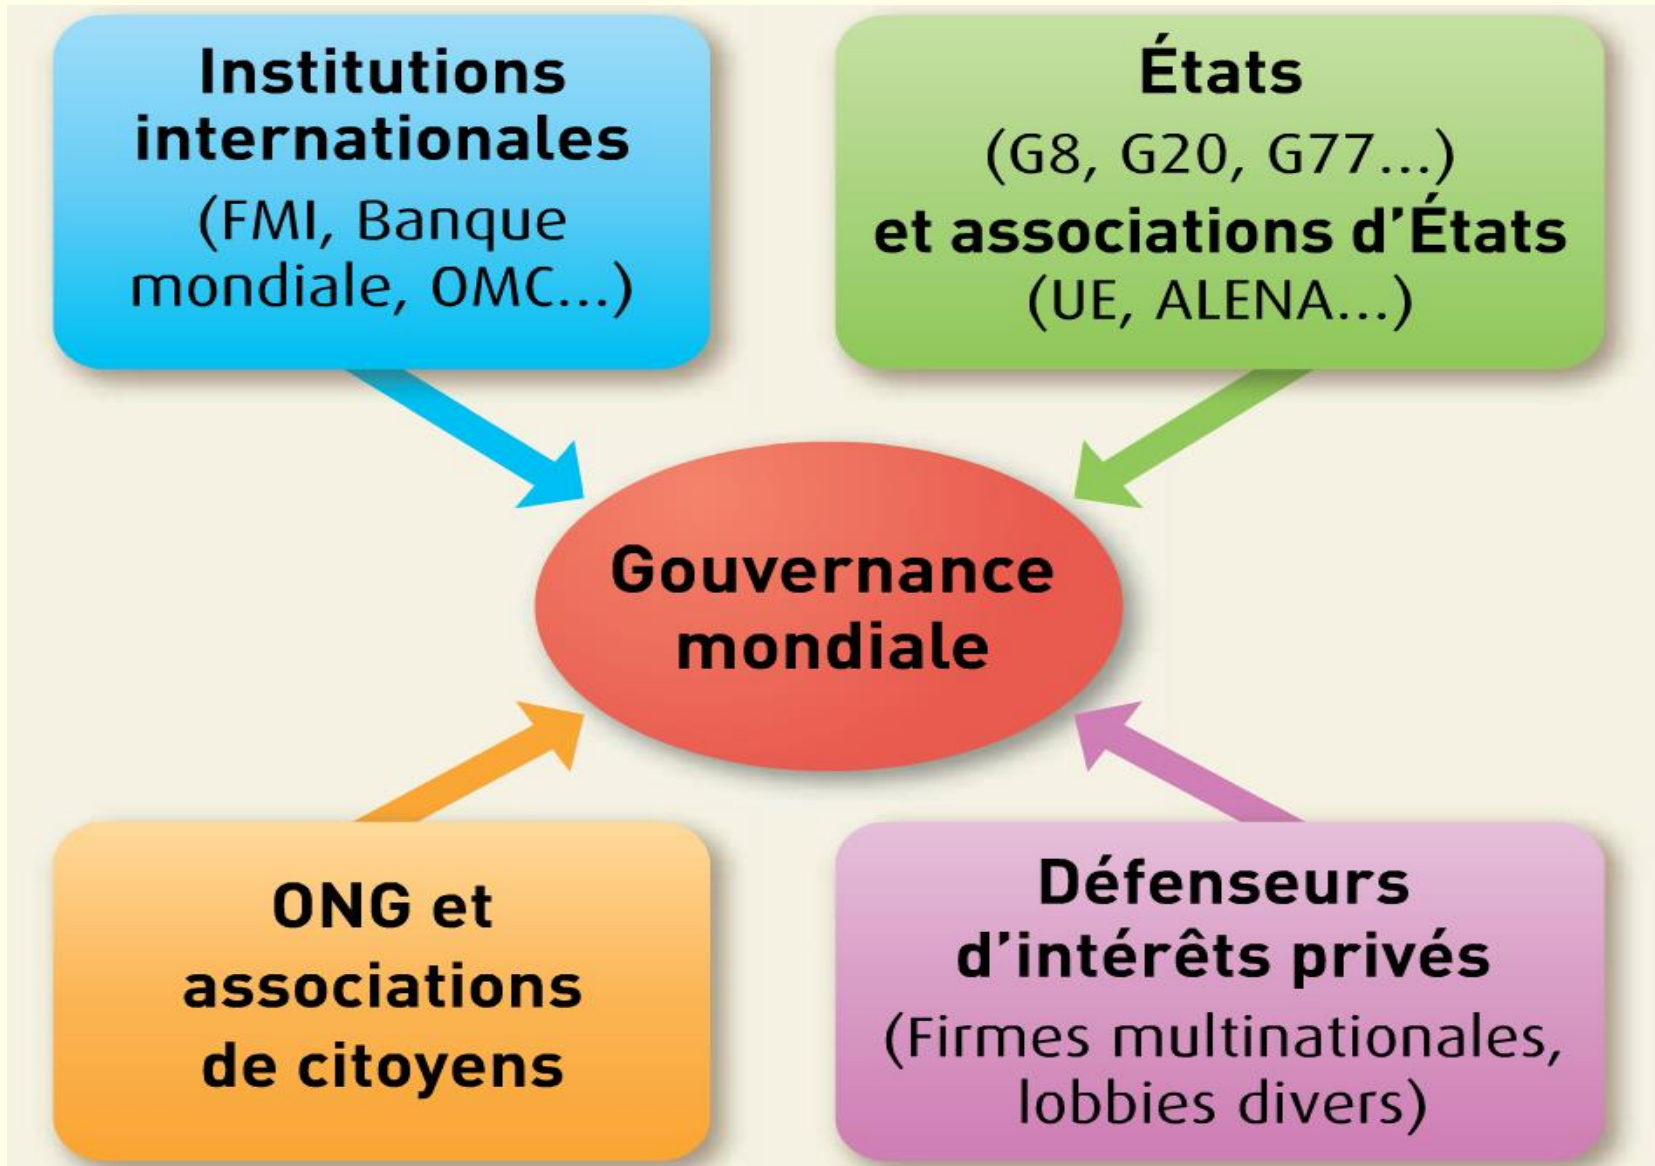 Institutions
internationales
(FMI, Banque
mondiale, OMC...)
États
(G8, G20, G77...)
et associations d'États
(UE, ALENA...)
Gouvernance
mondiale
ONG et
associations
de citoyens
Défenseurs
d'intérêts privés
(Firmes multinationales,
lobbies divers)